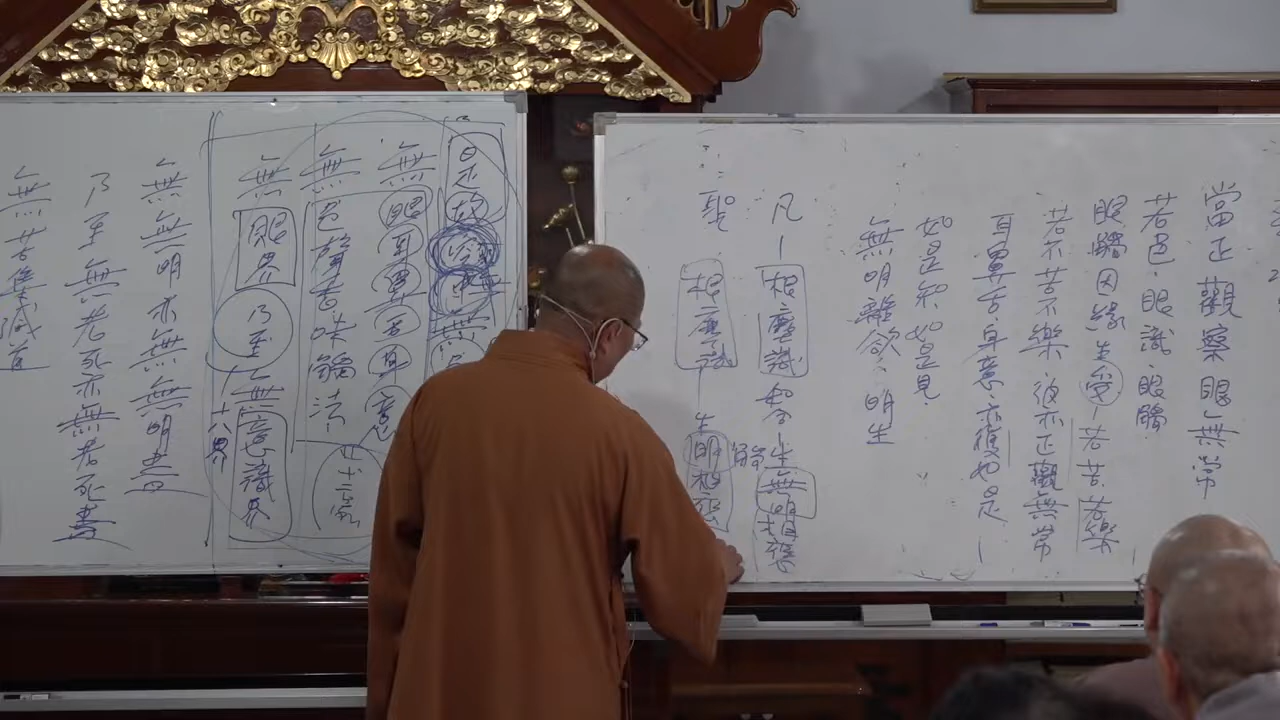 當正觀察眼無常
若色、眼識、眼觸
眼觸因緣生受—若苦、若樂
若不苦不樂彼亦正觀無常
耳鼻舌身意亦復如是
如是知如是見
無明離欲、明生
凡—根塵識 觸 生無明相應
聖 根塵識 生明相應
是故 無
無眼耳鼻舌身意
無色聲香味觸法
十二處
無眼界乃至無意識界
十八界
無無明亦無無明盡
乃至無老死亦無老死盡
無苦集滅道